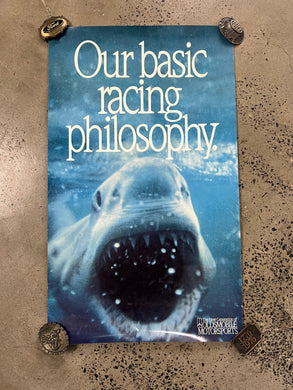 Our basic
racing
philosophy.
OLDSMOBILE
MOTORSPORTS